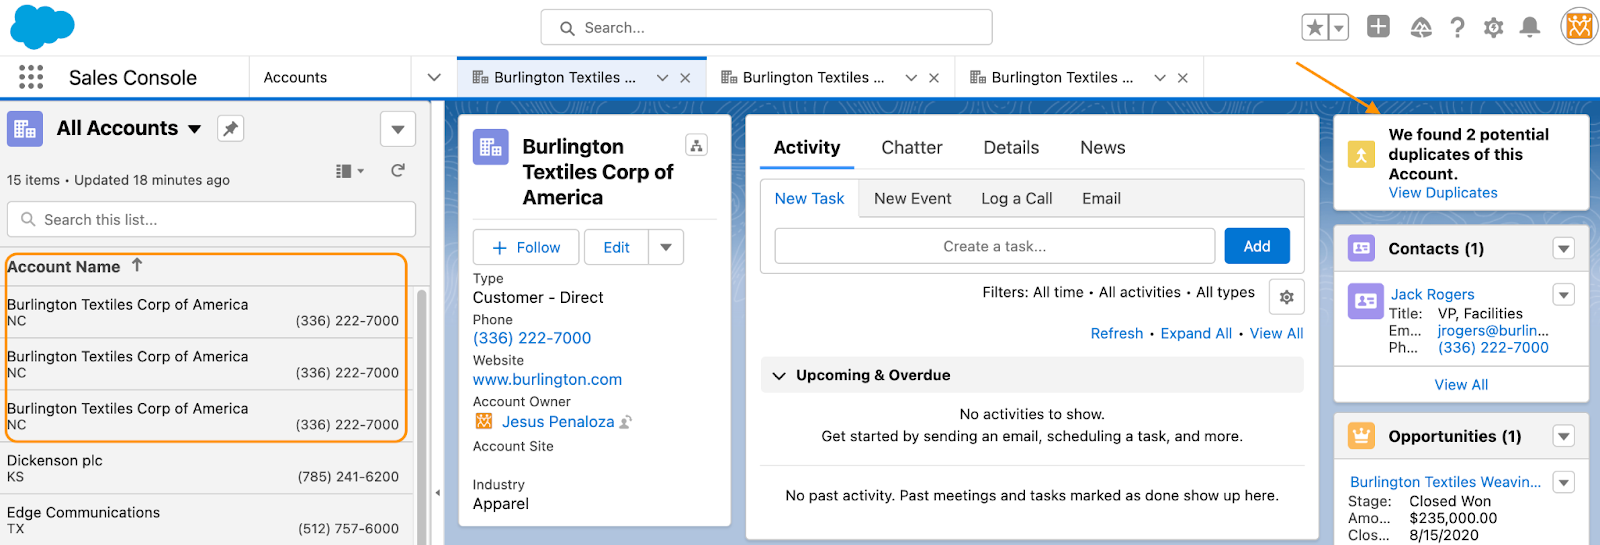 Search...
Sales Console
Accounts
Burlington Textiles ...
Burlington Textiles ...
Burlington Textiles ...
All Accounts
15 items • Updated 18 minutes ago
Search this list...
Account Name
Burlington Textiles Corp of America
NC (336) 222-7000
Burlington Textiles Corp of America
NC (336) 222-7000
Burlington Textiles Corp of America
NC (336) 222-7000
Dickenson plc
KS (785) 241-6200
Edge Communications
TX (512) 757-6000
Burlington
Textiles Corp of
America
Follow Edit
Type
Customer - Direct
Phone
(336) 222-7000
Website
www.burlington.com
Account Owner
Jesus Penaloza
Account Site
Industry
Apparel
Activity Chatter Details News
New Task New Event Log a Call Email
Create a task... Add
Filters: All time • All activities • All types
Refresh • Expand All • View All
Upcoming & Overdue
No activities to show.
Get started by sending an email, scheduling a task, and more.
No past activity. Past meetings and tasks marked as done show up here.
We found 2 potential
duplicates of this
Account.
View Duplicates
Contacts (1)
Jack Rogers
Title: VP, Facilities
Em... jrogers@burlin...
Ph... (336) 222-7000
View All
Opportunities (1)
Burlington Textiles Weavin...
Stage: Closed Won
Amo... $235,000.00
Clos... 8/15/2020